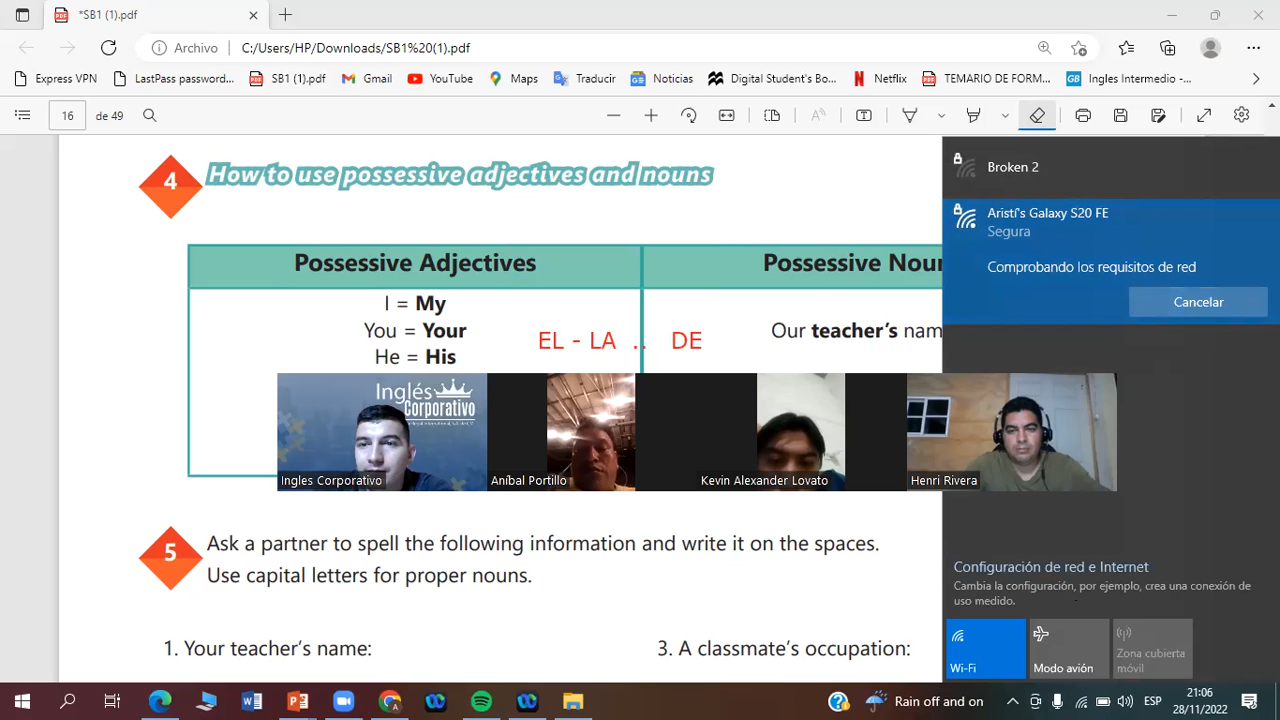 *SB1 (1).pdf
Archivo C:/Users/HP/Downloads/SB1%20(1).pdf
Express VPN LastPass password... SB1 (1).pdf Gmail YouTube Maps Traducir Noticias Digital Student's Bo... Netflix TEMARIO DE FORM... Ingles Intermedio -...
16 de 49
4 How to use possessive adjectives and nouns
Possessive Adjectives Possessive Nour
I = My
You = Your
He = His
EL - LA .. DE
Our teacher's nam
Inglés
Corporativo
Ingles Corporativo
Aníbal Portillo
Kevin Alexander Lovato
Henri Rivera
5 Ask a partner to spell the following information and write it on the spaces.
Use capital letters for proper nouns.
1. Your teacher's name: 3. A classmate's occupation:
Broken 2
Aristi's Galaxy S20 FE
Segura
Comprobando los requisitos de red
Cancelar
Configuración de red e Internet
Cambia la configuración, por ejemplo, crea una conexión de
uso medido.
Wi-Fi
Modo avión
Zona cubierta
móvil
Rain off and on
ESP
21:06
28/11/2022